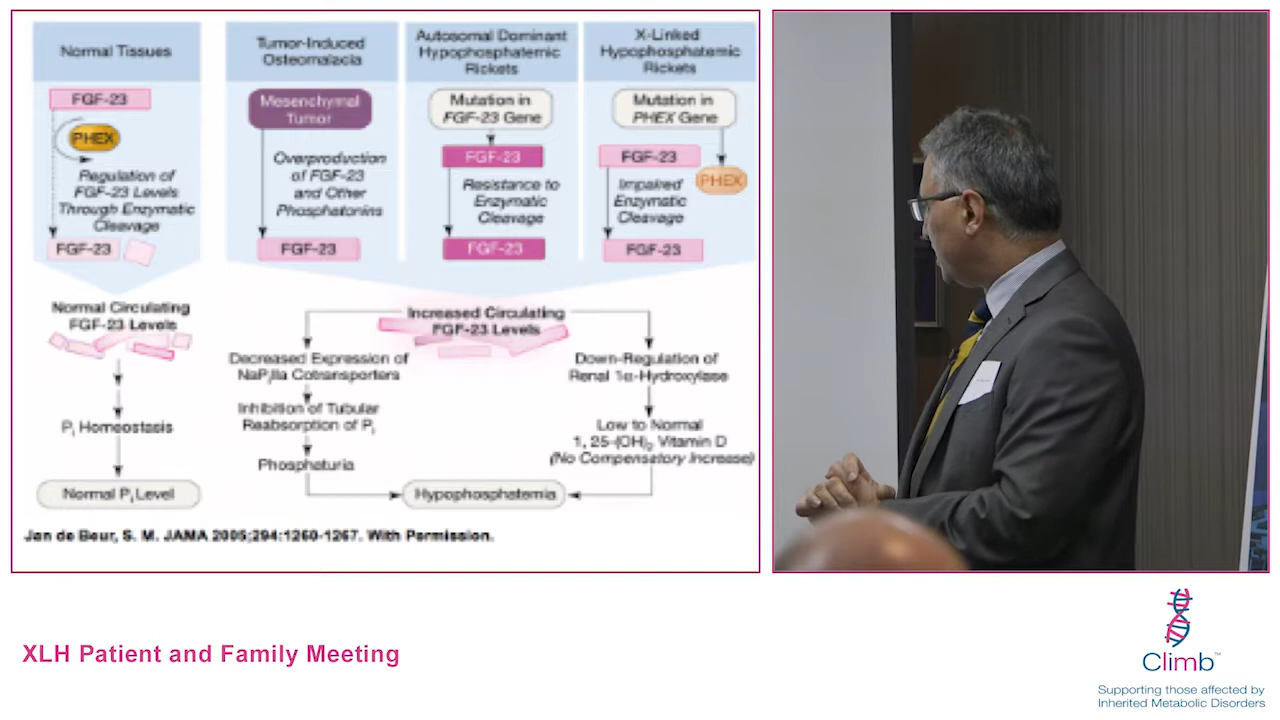 Normal Tissues
FGF-23
PHEX
Regulation of
FGF-23 Levels
Through Enzymatic
Cleavage
FGF-23
Tumor-Induced
Osteomalacia
Mesenchymal
Tumor
Overproduction
of FGF-23
and Other
Phosphatonins
FGF-23
Autosomal Dominant
Hypophosphatemic
Rickets
Mutation in
FGF-23 Gene
FGF-23
Resistance to
Enzymatic
Cleavage
FGF-23
X-Linked
Hypophosphatemic
Rickets
Mutation in
PHEX Gene
FGF-23
PHEX
Impaired
Enzymatic
Cleavage
FGF-23
Normal Circulating
FGF-23 Levels
Pi Homeostasis
Normal Pi Level
Increased Circulating
FGF-23 Levels
Decreased Expression of
NaPiIIa Cotransporters
Inhibition of Tubular
Reabsorption of Pi
Phosphaturia
Down-Regulation of
Renal 1α-Hydroxylase
Low to Normal
1, 25-(OH)2 Vitamin D
(No Compensatory Increase)
Hypophosphatemia
Jan de Beur, S. M. JAMA 2005;294:1260-1267. With Permission.
XLH Patient and Family Meeting
Climb™
Supporting those affected by
Inherited Metabolic Disorders